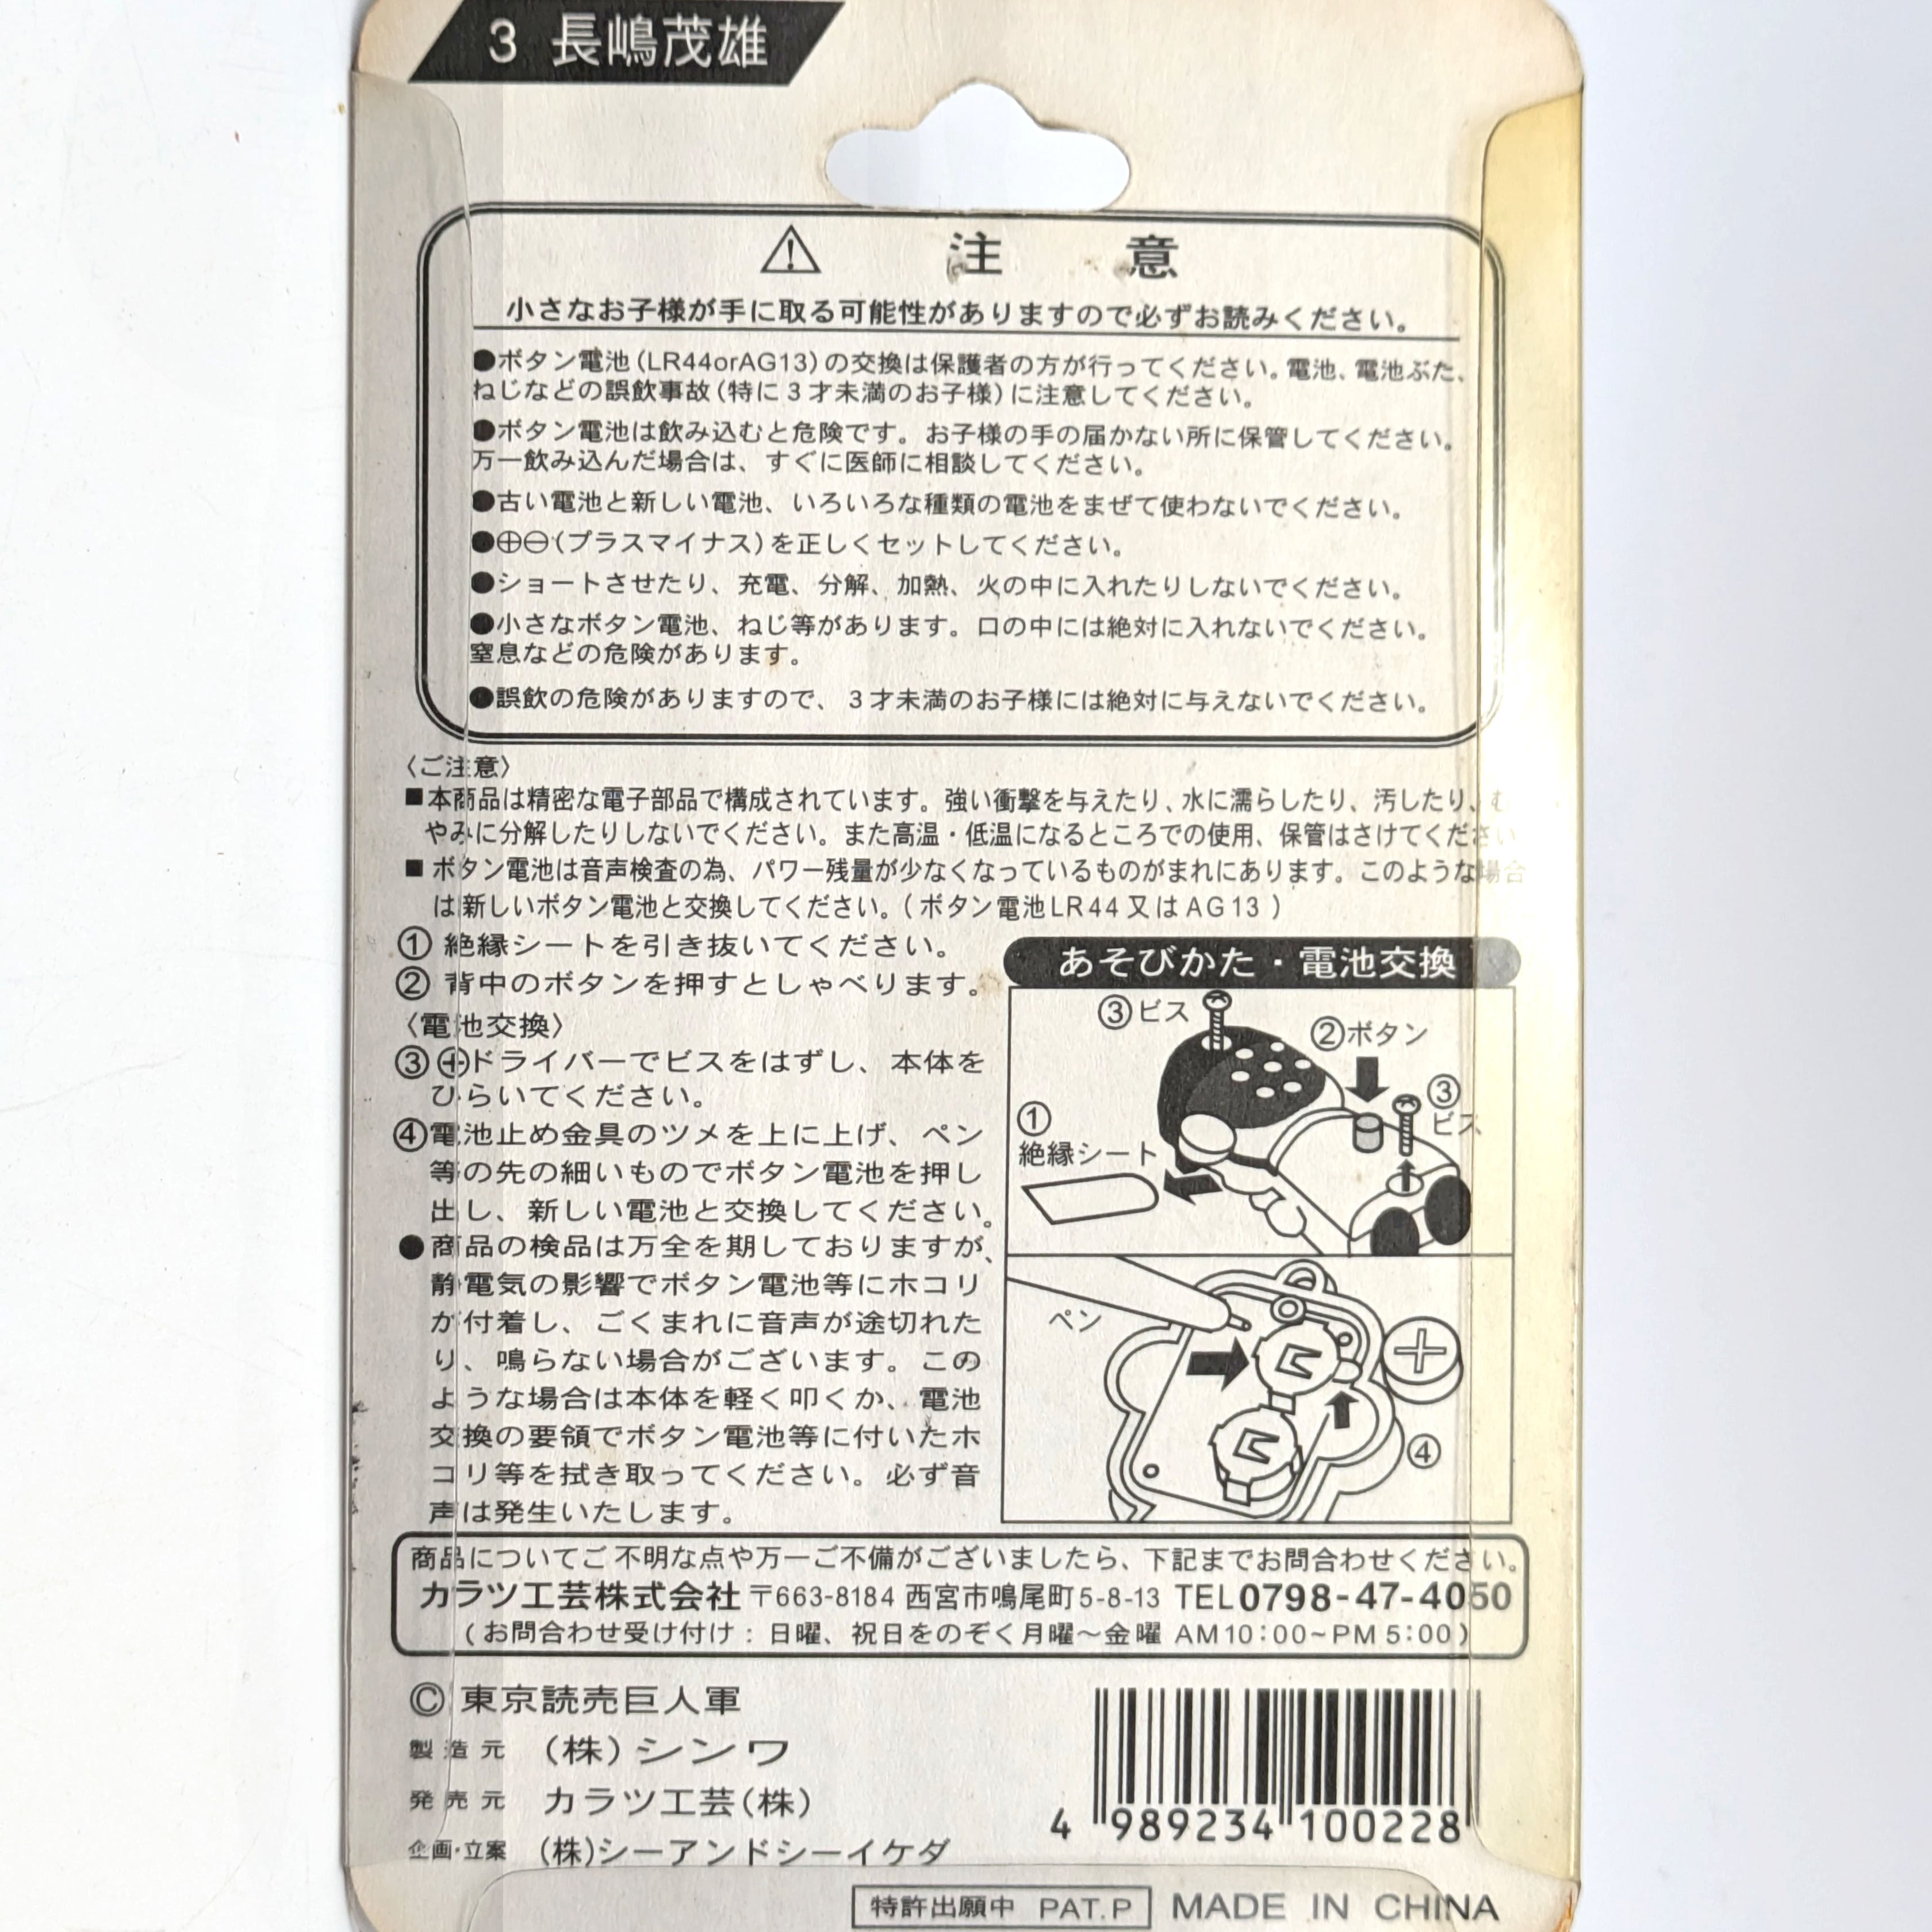 3 長嶋茂雄
⚠ 注意
小さなお子様が手に取る可能性がありますので必ずお読みください。
●ボタン電池(LR44orAG13)の交換は保護者の方が行ってください。電池、電池ぶた、
ねじなどの誤飲事故(特に3才未満のお子様)に注意してください。
●ボタン電池は飲み込むと危険です。お子様の手の届かない所に保管してください。
万一飲み込んだ場合は、すぐに医師に相談してください。
●古い電池と新しい電池、いろいろな種類の電池をまぜて使わないでください。
●⊕⊖(プラスマイナス)を正しくセットしてください。
●ショートさせたり、充電、分解、加熱、火の中に入れたりしないでください。
●小さなボタン電池、ねじ等があります。口の中には絶対に入れないでください。
窒息などの危険があります。
●誤飲の危険がありますので、3才未満のお子様には絶対に与えないでください。
〈ご注意〉
■本商品は精密な電子部品で構成されています。強い衝撃を与えたり、水に濡らしたり、汚したり、む
やみに分解したりしないでください。また高温・低温になるところでの使用、保管はさけてください
■ボタン電池は音声検査の為、パワー残量が少なくなっているものがまれにあります。このような場合
は新しいボタン電池と交換してください。(ボタン電池LR44又はAG13)
① 絶縁シートを引き抜いてください。
② 背中のボタンを押すとしゃべります。
〈電池交換〉
③⊕ドライバーでビスをはずし、本体を
ひらいてください。
④電池止め金具のツメを上に上げ、ペン
等の先の細いものでボタン電池を押し
出し、新しい電池と交換してください。
●商品の検品は万全を期しておりますが、
静電気の影響でボタン電池等にホコリ
が付着し、ごくまれに音声が途切れた
り、鳴らない場合がございます。この
ような場合は本体を軽く叩くか、電池
交換の要領でボタン電池等に付いたホ
コリ等を拭き取ってください。必ず音
声は発生いたします。
あそびかた・電池交換
③ビス
②ボタン
③
ビス
①
絶縁シート
ペン
④
商品についてご不明な点や万一ご不備がございましたら、下記までお問合わせください。
カラツ工芸株式会社 〒663-8184 西宮市鳴尾町5-8-13 TEL0798-47-4050
(お問合わせ受け付け:日曜、祝日をのぞく月曜～金曜 AM10:00~PM5:00)
© 東京読売巨人軍
製造元 (株)シンワ
発売元 カラツ工芸(株)
企画・立案 (株)シーアンドシーイケダ
4 989234 100228
特許出願中 PAT.P
MADE IN CHINA